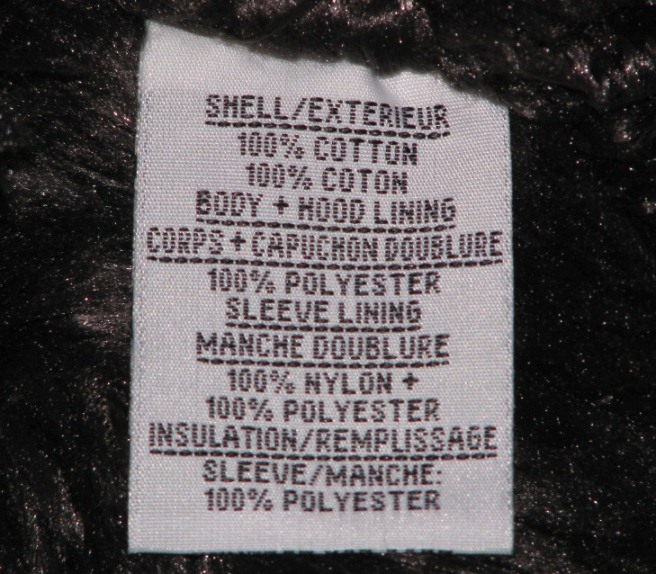 SHELL/EXTERIEUR
100% COTTON
100% COTON
BODY + HOOD LINING
CORPS + CAPUCHON DOUBLURE
100% POLYESTER
SLEEVE LINING
MANCHE DOUBLURE
100% NYLON +
100% POLYESTER
INSULATION/REMPLISSAGE
SLEEVE/MANCHE:
100% POLYESTER